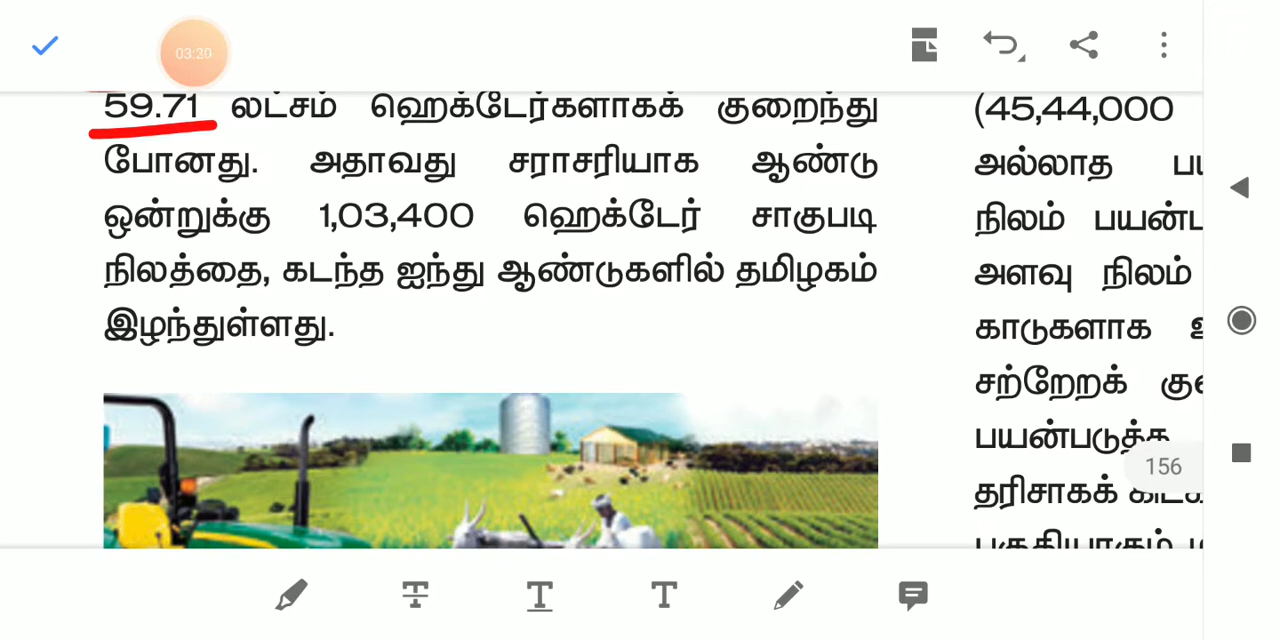 03:20
59.71 லட்சம் ஹெக்டேர்களாகக் குறைந்து
போனது. அதாவது சராசரியாக ஆண்டு
ஒன்றுக்கு 1,03,400 ஹெக்டேர் சாகுபடி
நிலத்தை, கடந்த ஐந்து ஆண்டுகளில் தமிழகம்
இழந்துள்ளது.
(45,44,000
அல்லாத
நிலம்
அளவு நிலம்
காடுகளாக
சற்றேறக்
பயன்படுத்த
156
தரிசாகக்